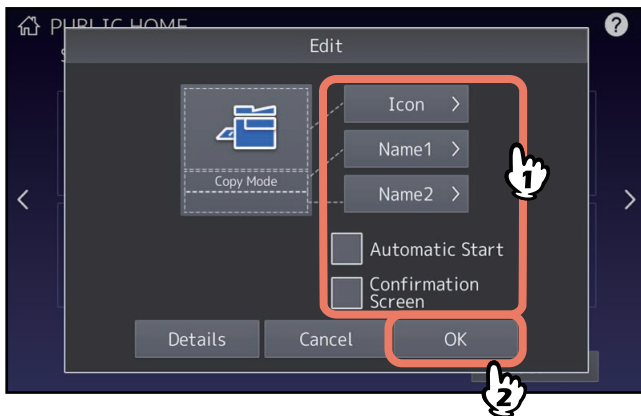 PUBLIC HOME
?
Edit
Icon >
Copy Mode
Name1 >
Name2 >
1
< >
Automatic Start
Confirmation
Screen
Details Cancel OK
2